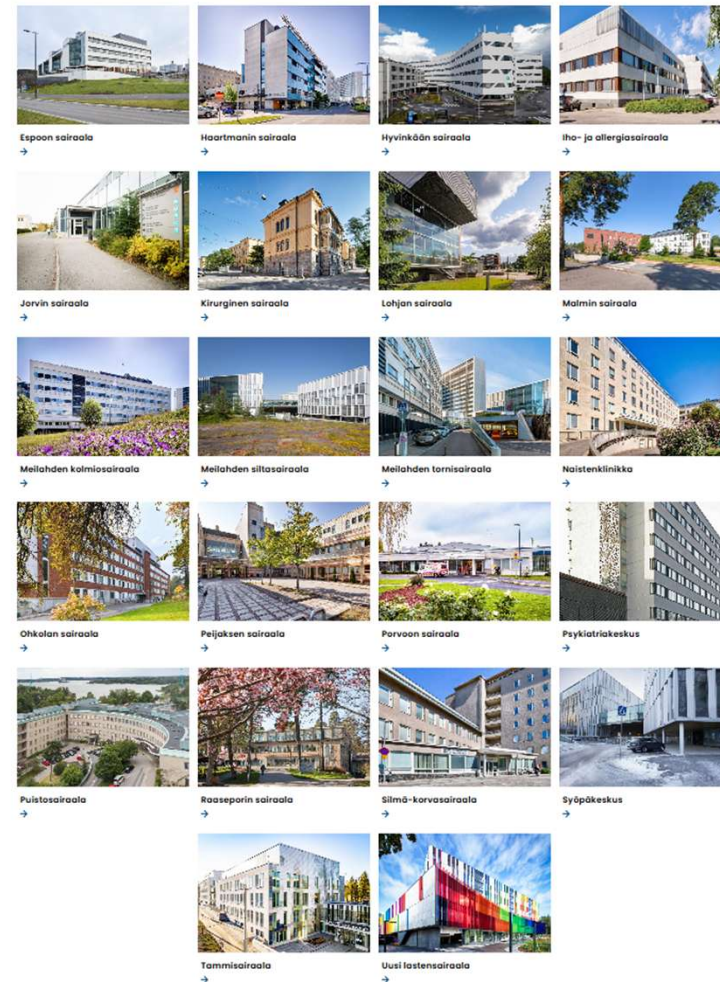 Espoon sairaala
Haartmanin sairaala
Hyvinkään sairaala
Iho- ja allergiasairaala
→ → → →
Jorvin sairaala
Kirurginen sairaala
Lohjan sairaala
Malmin sairaala
→ → → →
Meilahden kolmiosairaala
Meilahden siltasairaala
Meilahden tornisairaala
Naistenklinikka
→ → → →
Ohkolan sairaala
Peijaksen sairaala
Porvoon sairaala
Psykiatriakeskus
→ → → →
Puistosairaala
Raaseporin sairaala
Silmä-korvasairaala
Syöpäkeskus
→ → → →
Tammisairaala
Uusi lastensairaala
→ →